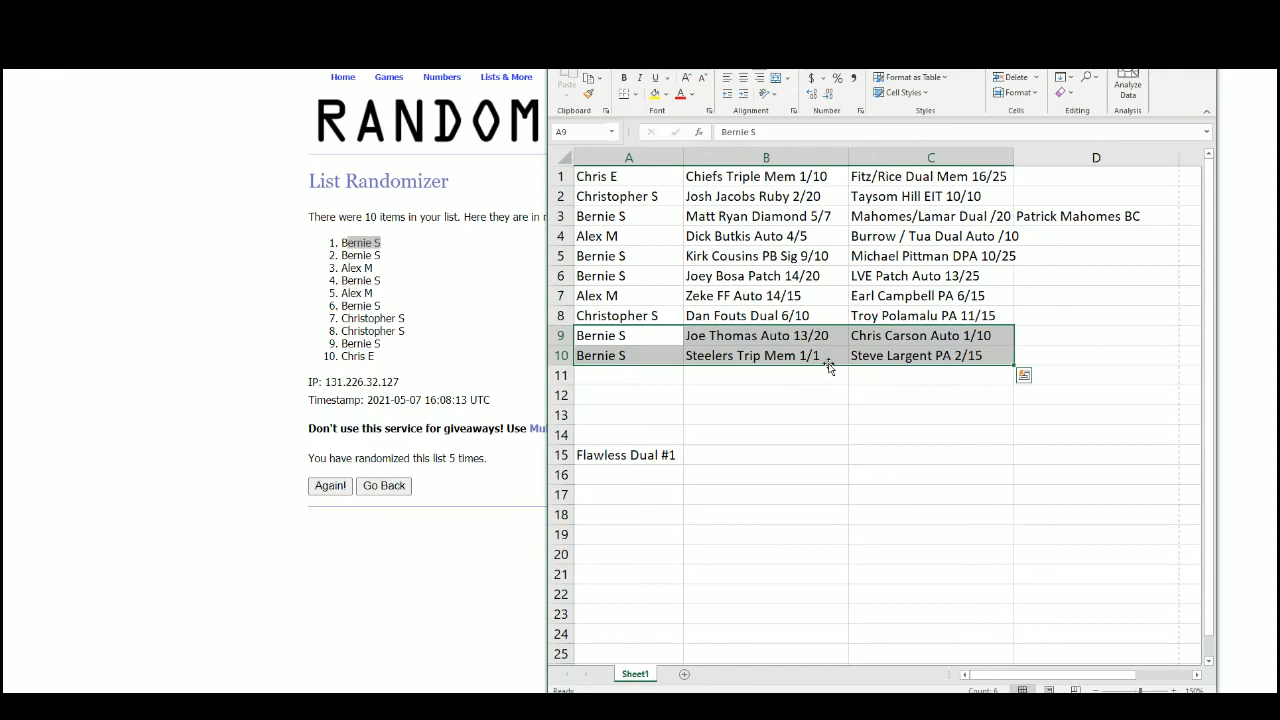 Home Games Numbers Lists & More
RANDOM
List Randomizer
There were 10 items in your list. Here they are in
1. Bernie S
2. Bernie S
3. Alex M
4. Bernie S
5. Alex M
6. Bernie S
7. Christopher S
8. Christopher S
9. Bernie S
10. Chris E
IP: 131.226.32.127
Timestamp: 2021-05-07 16:08:13 UTC
Don't use this service for giveaways! Use
You have randomized this list 5 times.
Again! Go Back
Paste B I U A A $ % , Format as Table Delete Analyze Data
Cell Styles Format
Clipboard Font Alignment Number Styles Cells Editing Analysis
A9 fx Bernie S
A B C D
1 Chris E Chiefs Triple Mem 1/10 Fitz/Rice Dual Mem 16/25
2 Christopher S Josh Jacobs Ruby 2/20 Taysom Hill EIT 10/10
3 Bernie S Matt Ryan Diamond 5/7 Mahomes/Lamar Dual /20 Patrick Mahomes BC
4 Alex M Dick Butkis Auto 4/5 Burrow / Tua Dual Auto /10
5 Bernie S Kirk Cousins PB Sig 9/10 Michael Pittman DPA 10/25
6 Bernie S Joey Bosa Patch 14/20 LVE Patch Auto 13/25
7 Alex M Zeke FF Auto 14/15 Earl Campbell PA 6/15
8 Christopher S Dan Fouts Dual 6/10 Troy Polamalu PA 11/15
9 Bernie S Joe Thomas Auto 13/20 Chris Carson Auto 1/10
10 Bernie S Steelers Trip Mem 1/1 Steve Largent PA 2/15
11
12
13
14
15 Flawless Dual #1
16
17
18
19
20
21
22
23
24
25
Sheet1
Ready Count: 6 150%